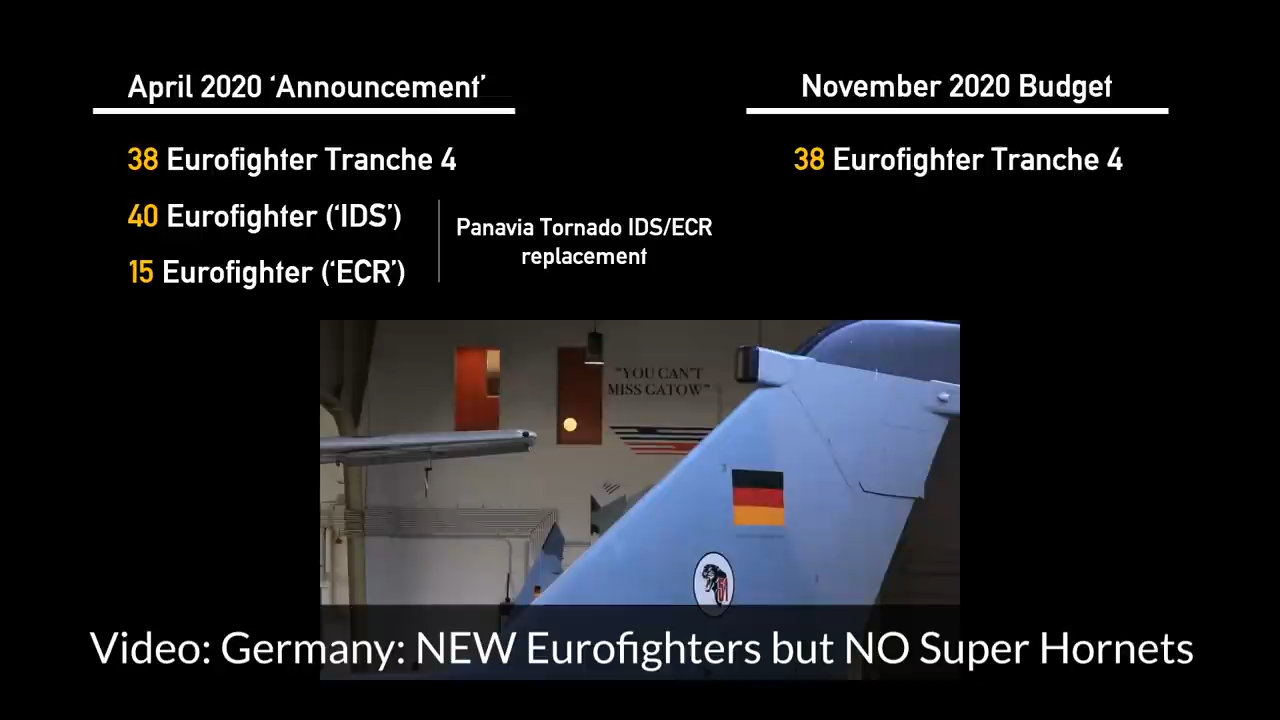 April 2020 ‘Announcement’
38 Eurofighter Tranche 4
40 Eurofighter (‘IDS’)
15 Eurofighter (‘ECR’)
Panavia Tornado IDS/ECR
replacement
November 2020 Budget
38 Eurofighter Tranche 4
"YOU CAN'T
MISS GATOW"
51
Video: Germany: NEW Eurofighters but NO Super Hornets